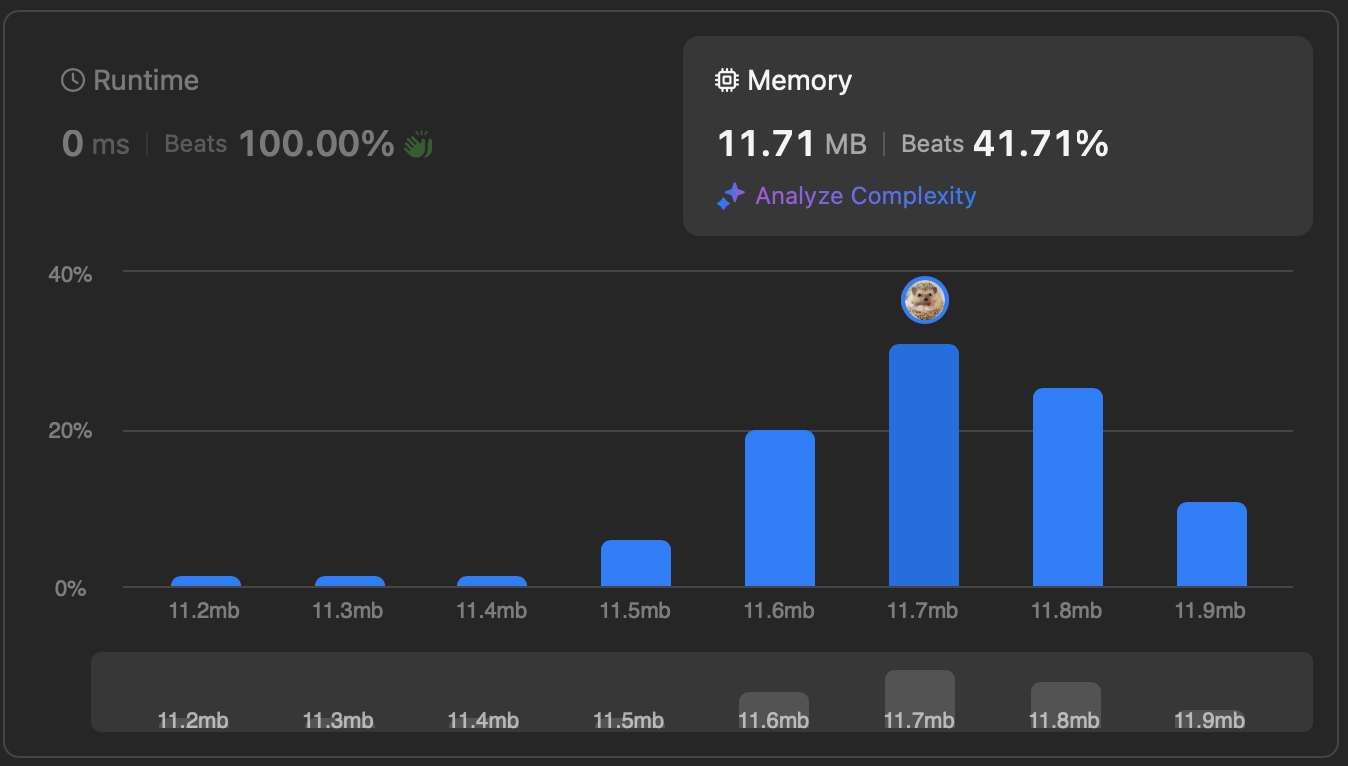 Runtime
0 ms | Beats 100.00%
Memory
11.71 MB | Beats 41.71%
Analyze Complexity
40%
20%
0%
11.2mb 11.3mb 11.4mb 11.5mb 11.6mb 11.7mb 11.8mb 11.9mb
11.2mb 11.3mb 11.4mb 11.5mb 11.6mb 11.7mb 11.8mb 11.9mb